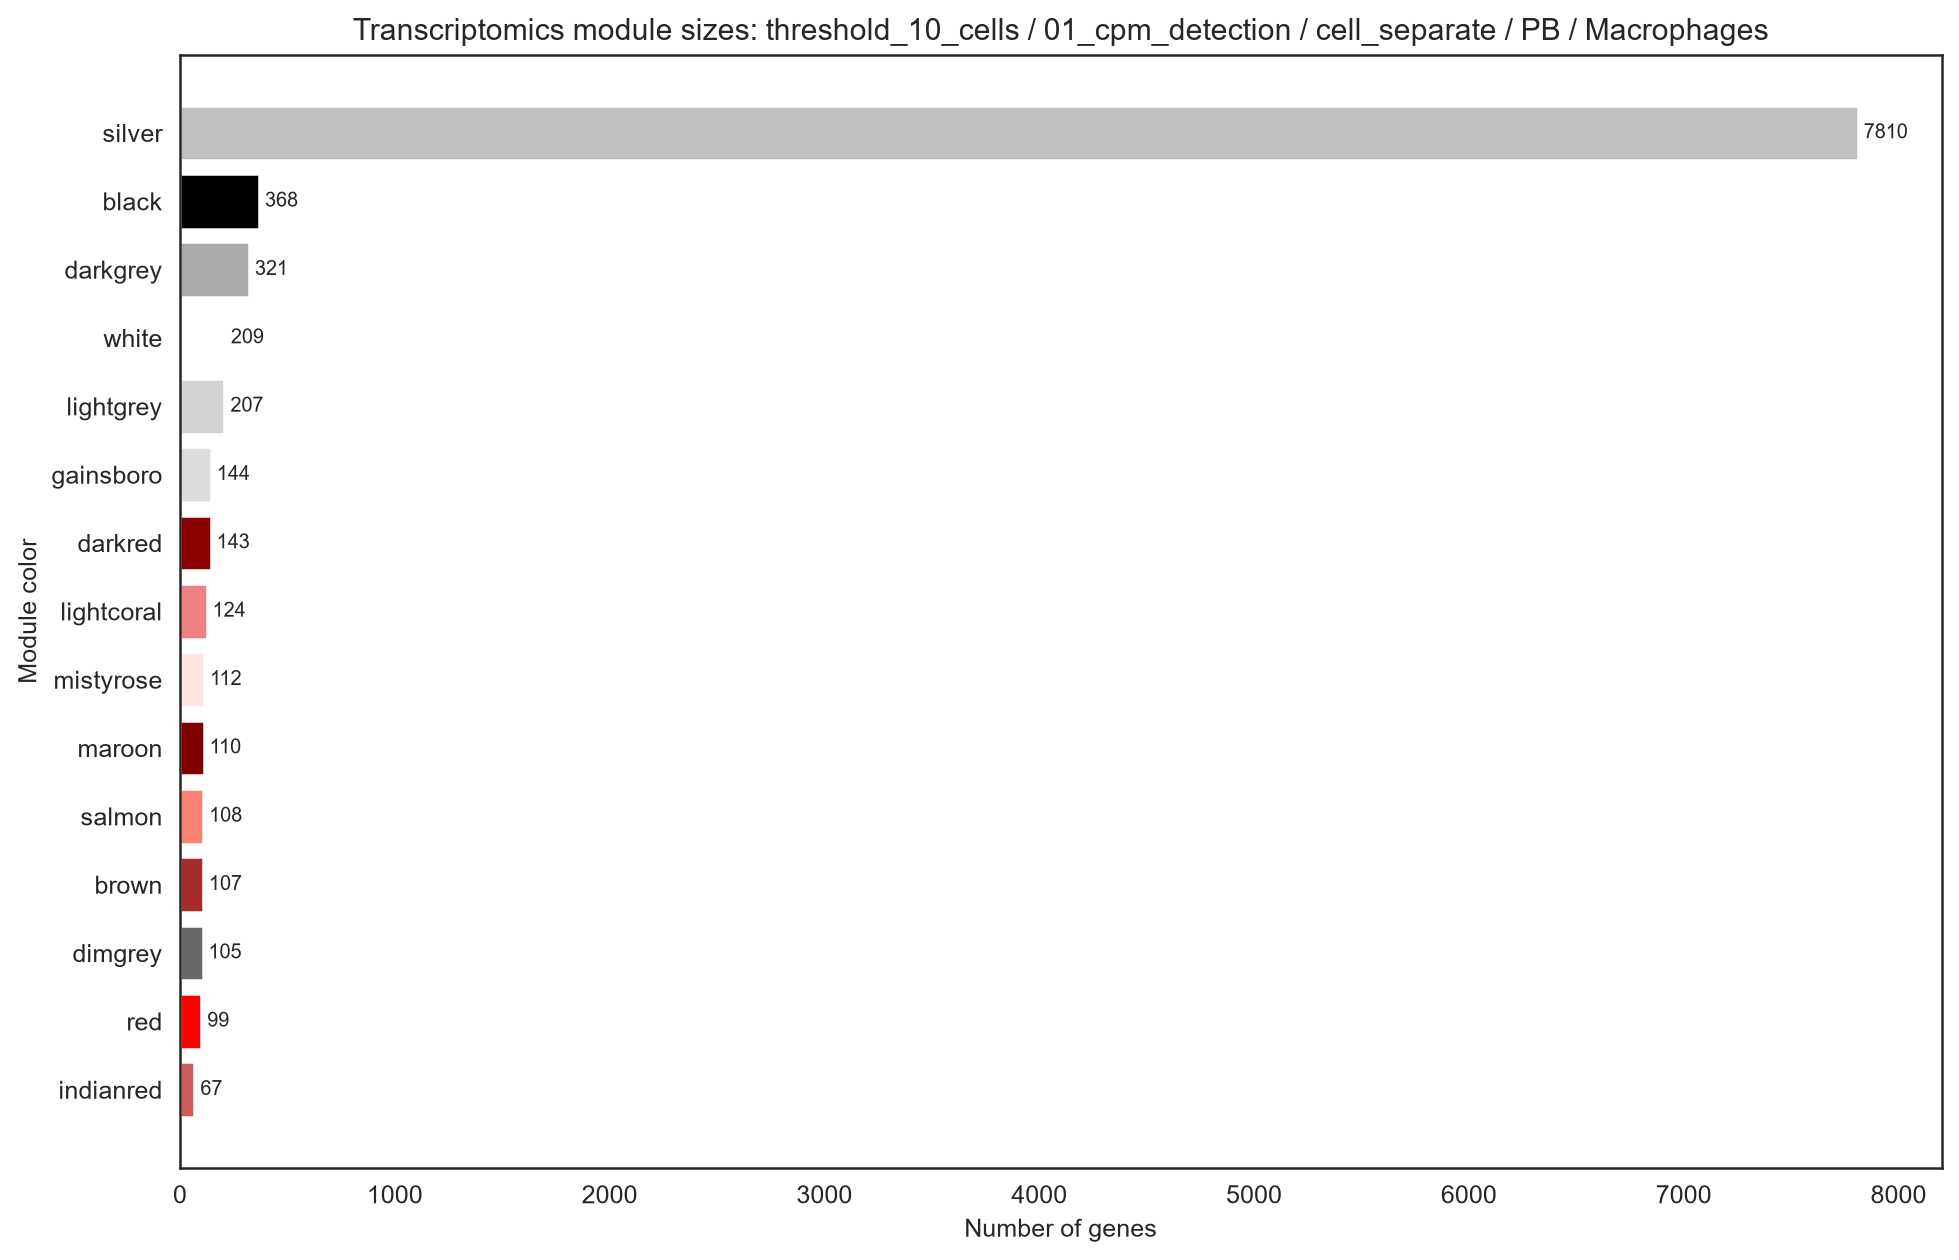 Transcriptomics module sizes: threshold_10_cells / 01_cpm_detection / cell_separate / PB / Macrophages
Module color
silver 7810
black 368
darkgrey 321
white 209
lightgrey 207
gainsboro 144
darkred 143
lightcoral 124
mistyrose 112
maroon 110
salmon 108
brown 107
dimgrey 105
red 99
indianred 67
0 1000 2000 3000 4000 5000 6000 7000 8000
Number of genes